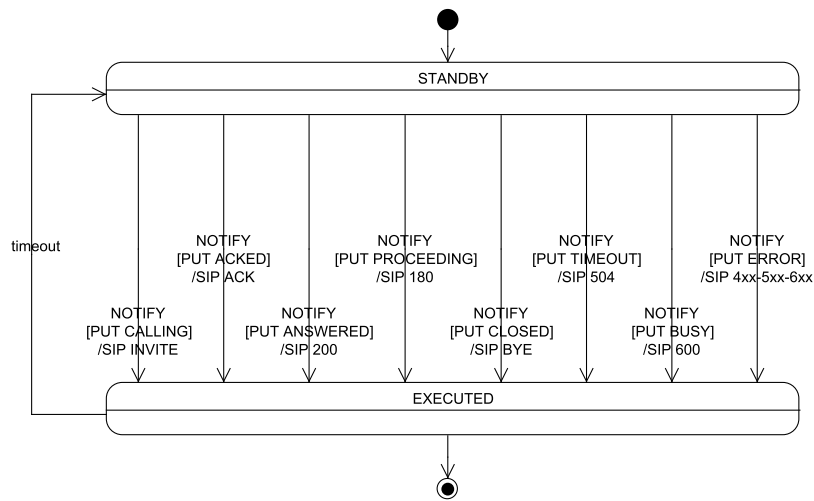 STANDBY
timeout
NOTIFY
[PUT CALLING]
/SIP INVITE
NOTIFY
[PUT ACKED]
/SIP ACK
NOTIFY
[PUT ANSWERED]
/SIP 200
NOTIFY
[PUT PROCEEDING]
/SIP 180
NOTIFY
[PUT CLOSED]
/SIP BYE
NOTIFY
[PUT TIMEOUT]
/SIP 504
NOTIFY
[PUT BUSY]
/SIP 600
NOTIFY
[PUT ERROR]
/SIP 4xx-5xx-6xx
EXECUTED